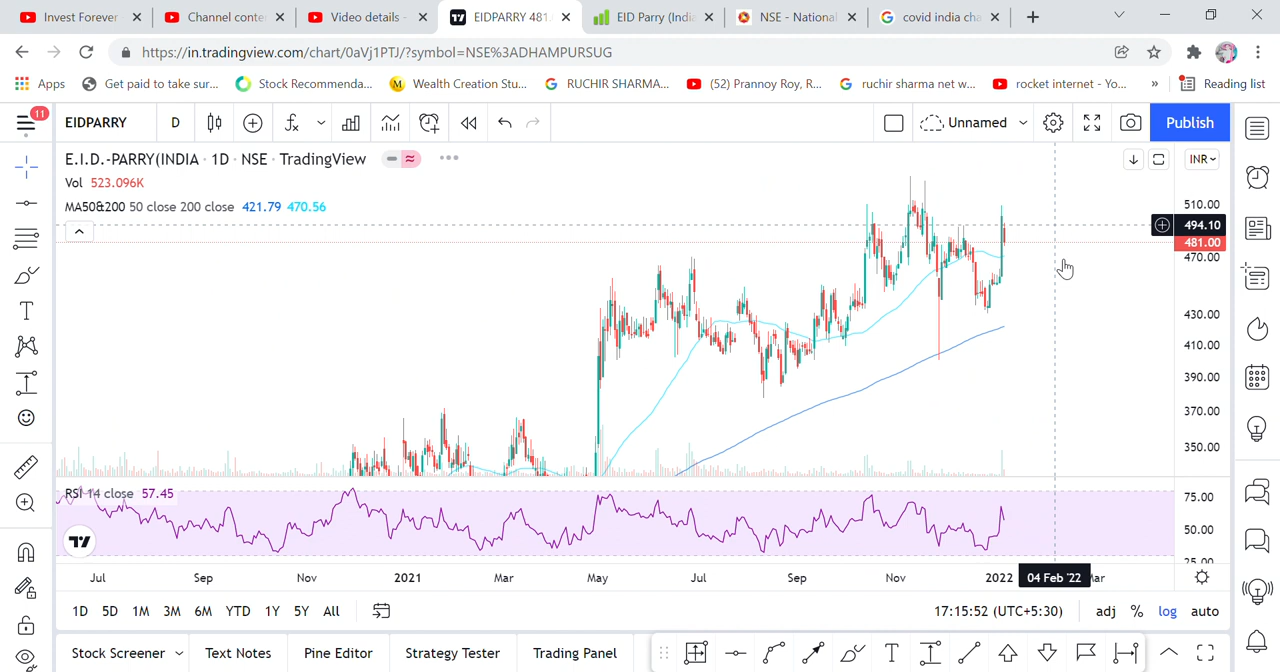 Invest Forever
Channel conte
Video details -
EIDPARRY 481.
EID Parry (India
NSE - National
covid india cha
https://in.tradingview.com/chart/0aVj1PTJ/?symbol=NSE%3ADHAMPURSUG
Apps
Get paid to take sur...
Stock Recommenda...
Wealth Creation Stu...
RUCHIR SHARMA...
(52) Prannoy Roy, R...
ruchir sharma net w...
rocket internet - Yo...
»
Reading list
11
EIDPARRY
D
Unnamed
Publish
E.I.D.-PARRY(INDIA · 1D · NSE · TradingView
INR
Vol 523.096K
MA50&200 50 close 200 close 421.79 470.56
510.00
494.10
481.00
470.00
430.00
410.00
390.00
370.00
350.00
RSI 14 close 57.45
75.00
50.00
25.00
Jul
Sep
Nov
2021
Mar
May
Jul
Sep
Nov
2022
04 Feb '22
Mar
1D 5D 1M 3M 6M YTD 1Y 5Y All
17:15:52 (UTC+5:30)
adj % log auto
Stock Screener
Text Notes
Pine Editor
Strategy Tester
Trading Panel